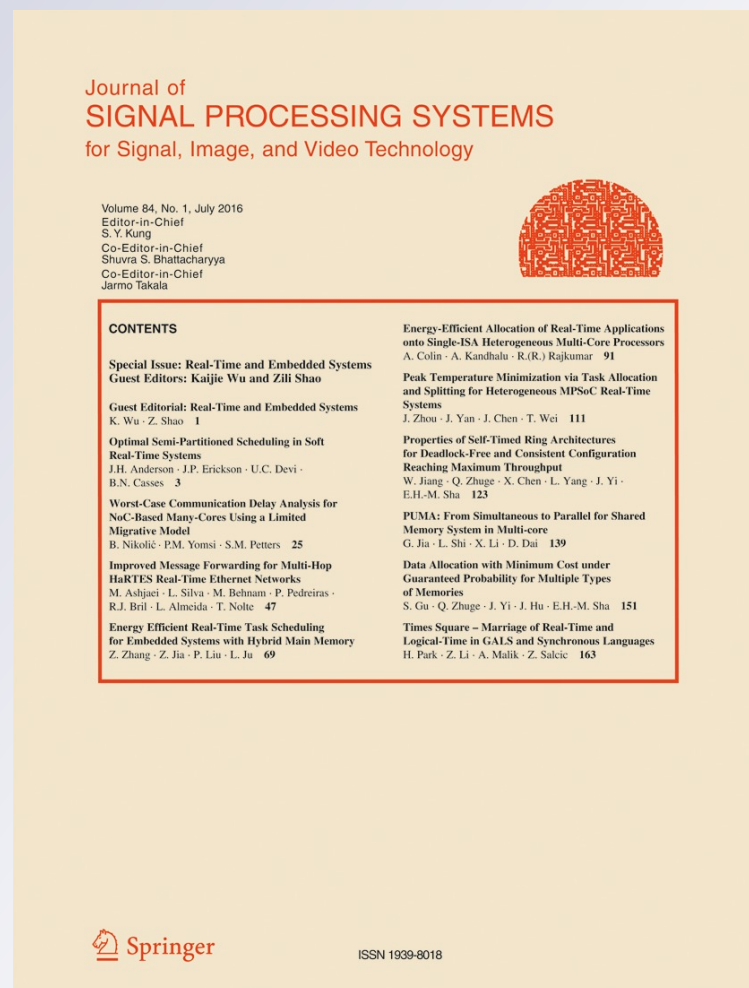 Journal of
SIGNAL PROCESSING SYSTEMS
for Signal, Image, and Video Technology
Volume 84, No. 1, July 2016
Editor-in-Chief
S. Y. Kung
Co-Editor-in-Chief
Shuvra S. Bhattacharyya
Co-Editor-in-Chief
Jarmo Takala
CONTENTS
Special Issue: Real-Time and Embedded Systems
Guest Editors: Kaijie Wu and Zili Shao
Guest Editorial: Real-Time and Embedded Systems
K. Wu · Z. Shao 1
Optimal Semi-Partitioned Scheduling in Soft
Real-Time Systems
J.H. Anderson · J.P. Erickson · U.C. Devi ·
B.N. Casses 3
Worst-Case Communication Delay Analysis for
NoC-Based Many-Cores Using a Limited
Migrative Model
B. Nikolić · P.M. Yomsi · S.M. Petters 25
Improved Message Forwarding for Multi-Hop
HaRTES Real-Time Ethernet Networks
M. Ashjaei · L. Silva · M. Behnam · P. Pedreiras ·
R.J. Bril · L. Almeida · T. Nolte 47
Energy Efficient Real-Time Task Scheduling
for Embedded Systems with Hybrid Main Memory
Z. Zhang · Z. Jia · P. Liu · L. Ju 69
Energy-Efficient Allocation of Real-Time Applications
onto Single-ISA Heterogeneous Multi-Core Processors
A. Colin · A. Kandhalu · R.(R.) Rajkumar 91
Peak Temperature Minimization via Task Allocation
and Splitting for Heterogeneous MPSoC Real-Time
Systems
J. Zhou · J. Yan · J. Chen · T. Wei 111
Properties of Self-Timed Ring Architectures
for Deadlock-Free and Consistent Configuration
Reaching Maximum Throughput
W. Jiang · Q. Zhuge · X. Chen · L. Yang · J. Yi ·
E.H.-M. Sha 123
PUMA: From Simultaneous to Parallel for Shared
Memory System in Multi-core
G. Jia · L. Shi · X. Li · D. Dai 139
Data Allocation with Minimum Cost under
Guaranteed Probability for Multiple Types
of Memories
S. Gu · Q. Zhuge · J. Yi · J. Hu · E.H.-M. Sha 151
Times Square – Marriage of Real-Time and
Logical-Time in GALS and Synchronous Languages
H. Park · Z. Li · A. Malik · Z. Salcic 163
Springer
ISSN 1939-8018